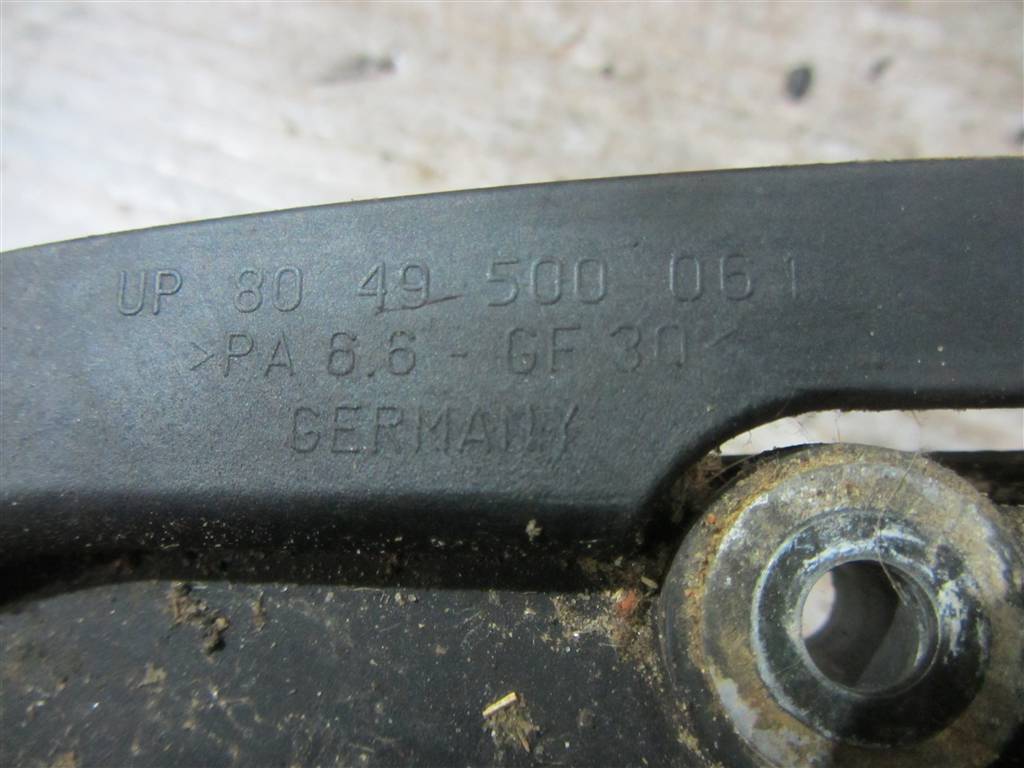 UP 80 49 500 061
>PA 6.6 - GF 30<
GERMANY